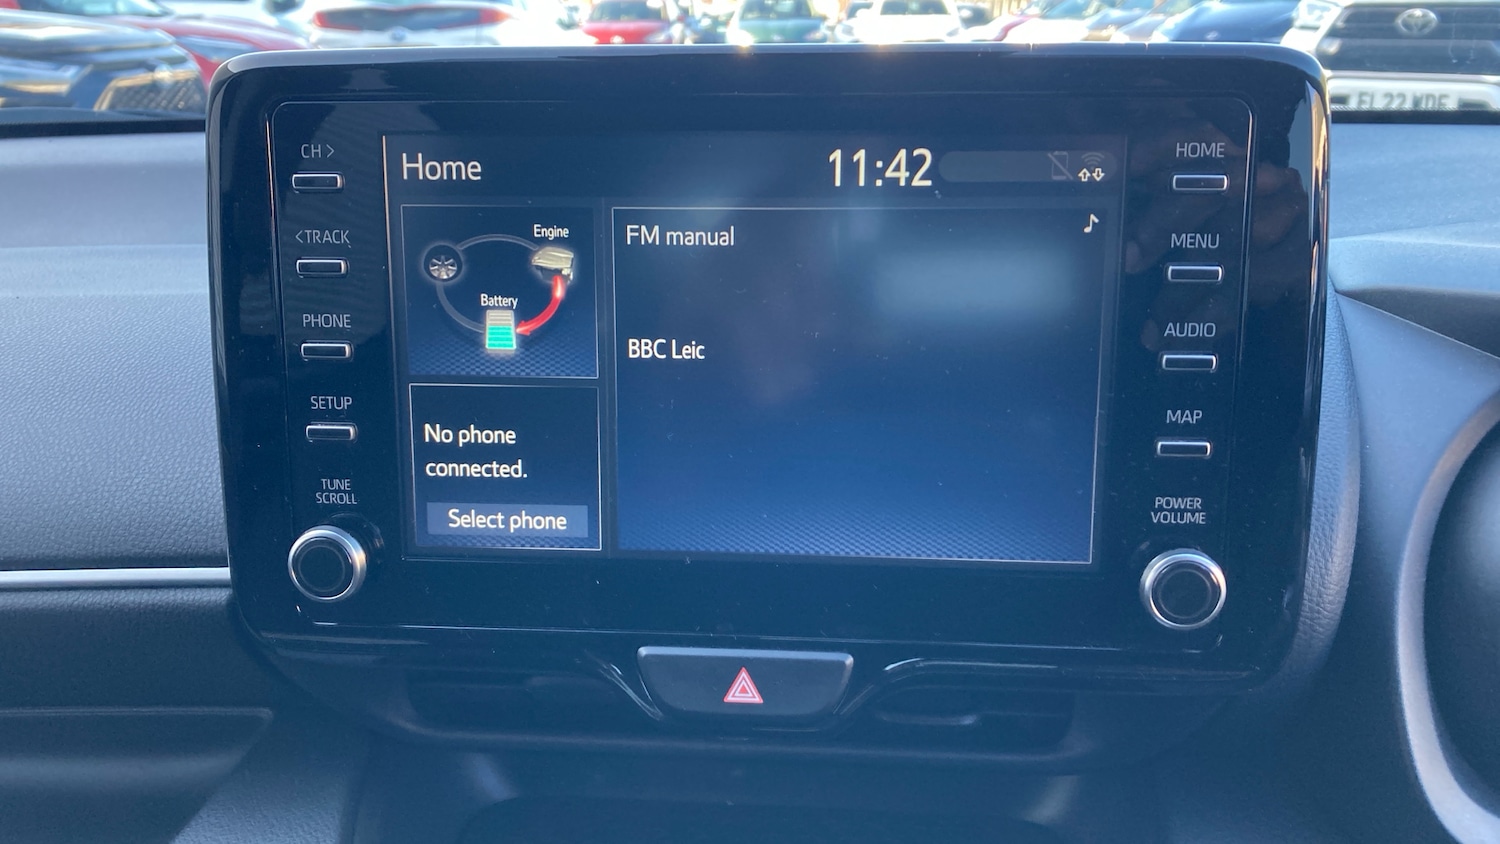 CH >
<TRACK
PHONE
SETUP
TUNE
SCROLL
Home
11:42
Engine
Battery
No phone
connected.
Select phone
FM manual
BBC Leic
HOME
MENU
AUDIO
MAP
POWER
VOLUME